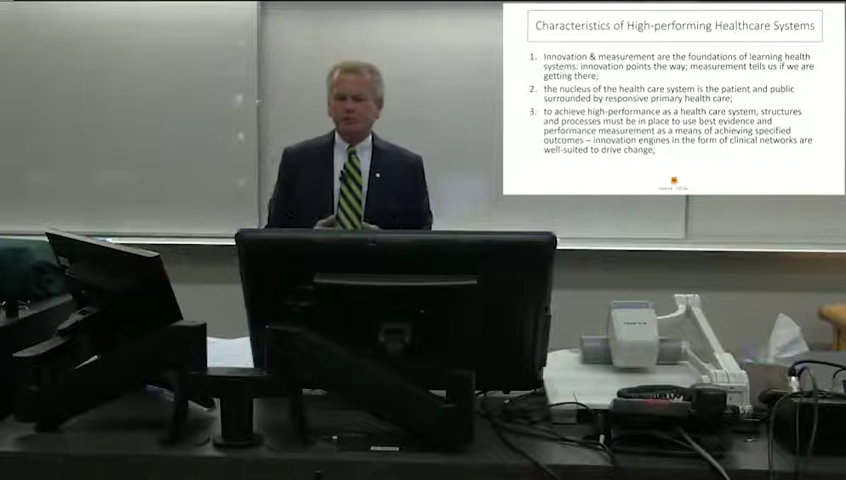 Characteristics of High-performing Healthcare Systems
1. Innovation & measurement are the foundations of learning health
systems: innovation points the way; measurement tells us if we are
getting there;
2. the nucleus of the health care system is the patient and public
surrounded by responsive primary health care;
3. to achieve high-performance as a health care system, structures
and processes must be in place to use best evidence and
performance measurement as a means of achieving specified
outcomes – innovation engines in the form of clinical networks are
well-suited to drive change;